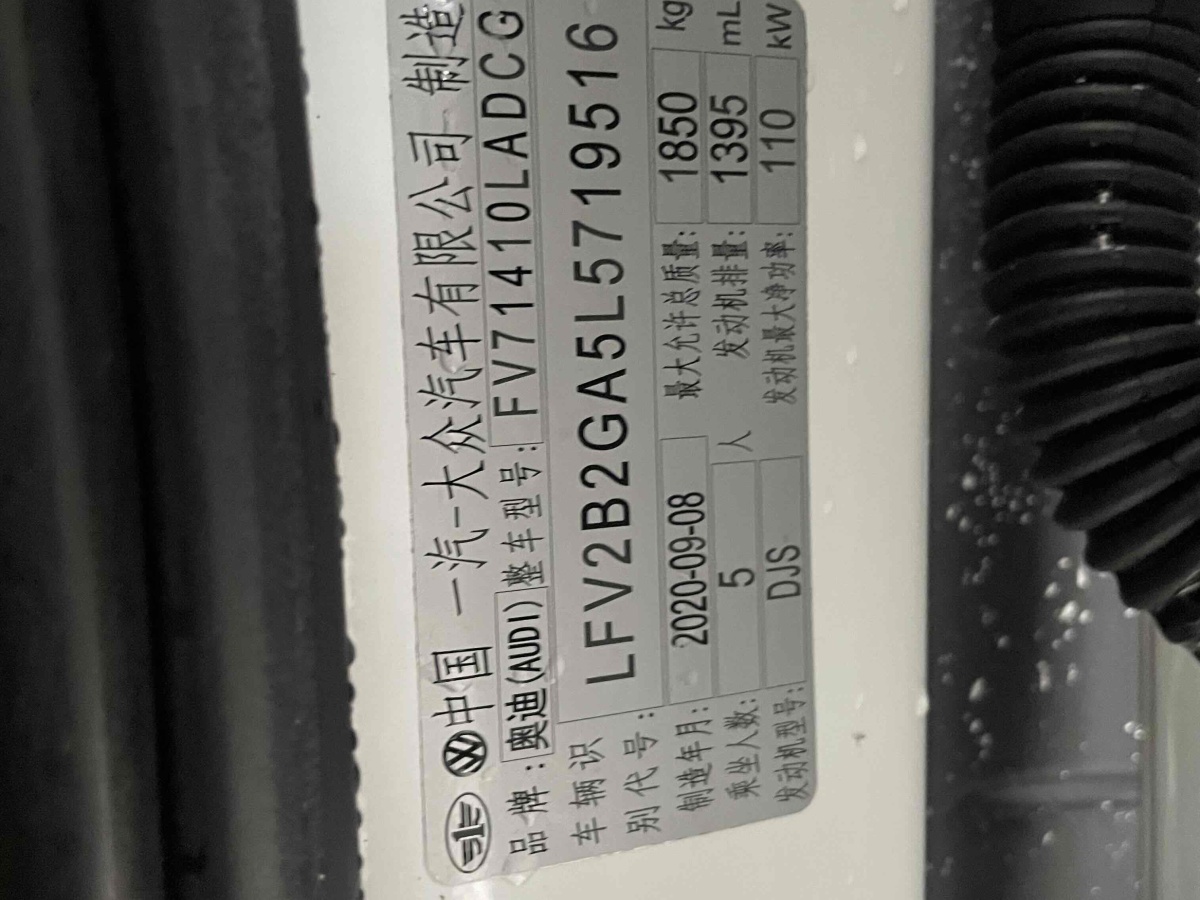 中国 一汽-大众汽车有限公司 制造
品牌:奥迪(AUDI) 整车型号:FV71410LADCG
车辆识别代号:LFV2B2GA5L5719516
制造年月:2020-09-08 最大允许总质量:1850 kg
乘坐人数:5 人 发动机排量:1395 mL
发动机型号:DJS 发动机最大净功率:110 kW